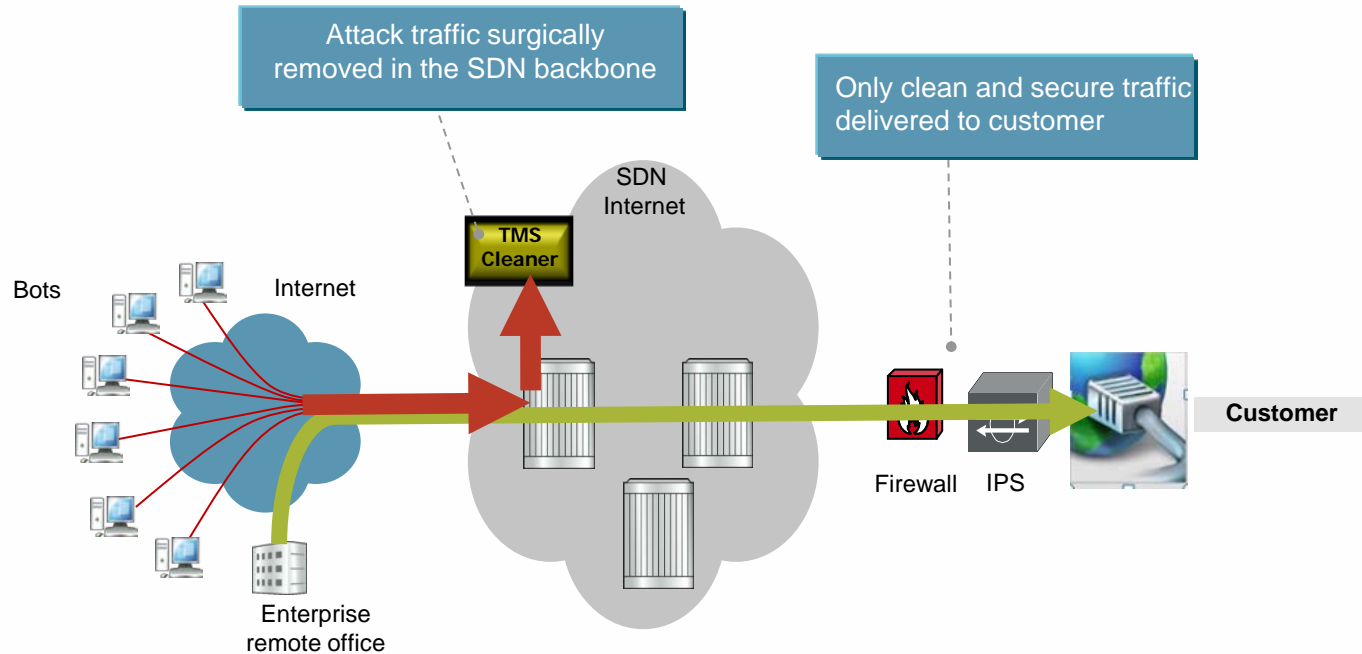 Attack traffic surgically
removed in the SDN backbone
Only clean and secure traffic
delivered to customer
SDN
Internet
TMS
Cleaner
Bots
Internet
Customer
Firewall
IPS
Enterprise
remote office